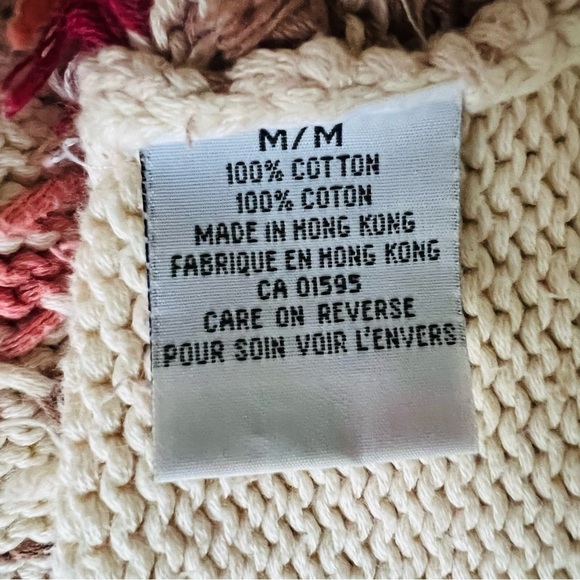 M/M
100% COTTON
100% COTON
MADE IN HONG KONG
FABRIQUE EN HONG KONG
CA 01595
CARE ON REVERSE
POUR SOIN VOIR L'ENVERS